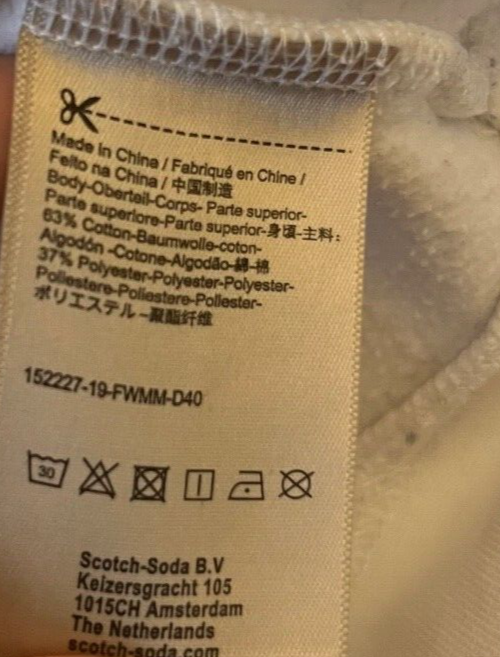 Made in China / Fabriqué en Chine /
Feito na China / 中国制造
Body-Oberteil-Corps- Parte superior-
Parte superiore-Parte superior-身頃-主料:
63% Cotton-Baumwolle-coton-
Algodón -Cotone-Algodão-綿-棉
37% Polyester-Polyester-Polyester-
Poliestere-Poliestere-Poliester-
ポリエステル-聚酯纤维
152227-19-FWMM-D40
30
Scotch-Soda B.V
Keizersgracht 105
1015CH Amsterdam
The Netherlands
scotch-soda.com